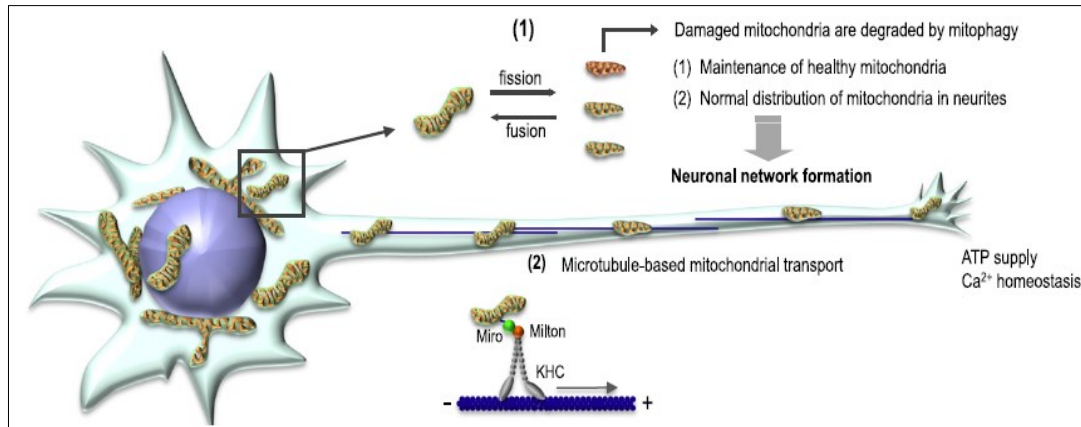 (1)
Damaged mitochondria are degraded by mitophagy
fission
fusion
(1) Maintenance of healthy mitochondria
(2) Normal distribution of mitochondria in neurites
Neuronal network formation
(2) Microtubule-based mitochondrial transport
ATP supply
Ca²⁺ homeostasis
Miro
Milton
KHC
– +